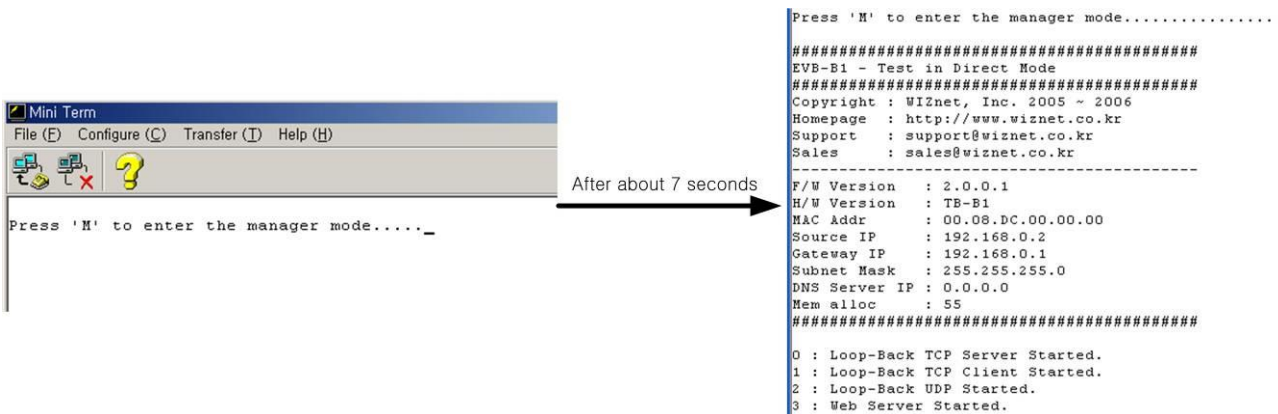 Mini Term
File (F) Configure (C) Transfer (T) Help (H)
Press 'M' to enter the manager mode....._
After about 7 seconds
Press 'M' to enter the manager mode................
###########################################
EVB-B1 - Test in Direct Mode
###########################################
Copyright : WIZnet, Inc. 2005 ~ 2006
Homepage : http://www.wiznet.co.kr
Support : support@wiznet.co.kr
Sales : sales@wiznet.co.kr
-------------------------------------------
F/W Version : 2.0.0.1
H/W Version : TB-B1
MAC Addr : 00.08.DC.00.00.00
Source IP : 192.168.0.2
Gateway IP : 192.168.0.1
Subnet Mask : 255.255.255.0
DNS Server IP : 0.0.0.0
Mem alloc : 55
###########################################
0 : Loop-Back TCP Server Started.
1 : Loop-Back TCP Client Started.
2 : Loop-Back UDP Started.
3 : Web Server Started.